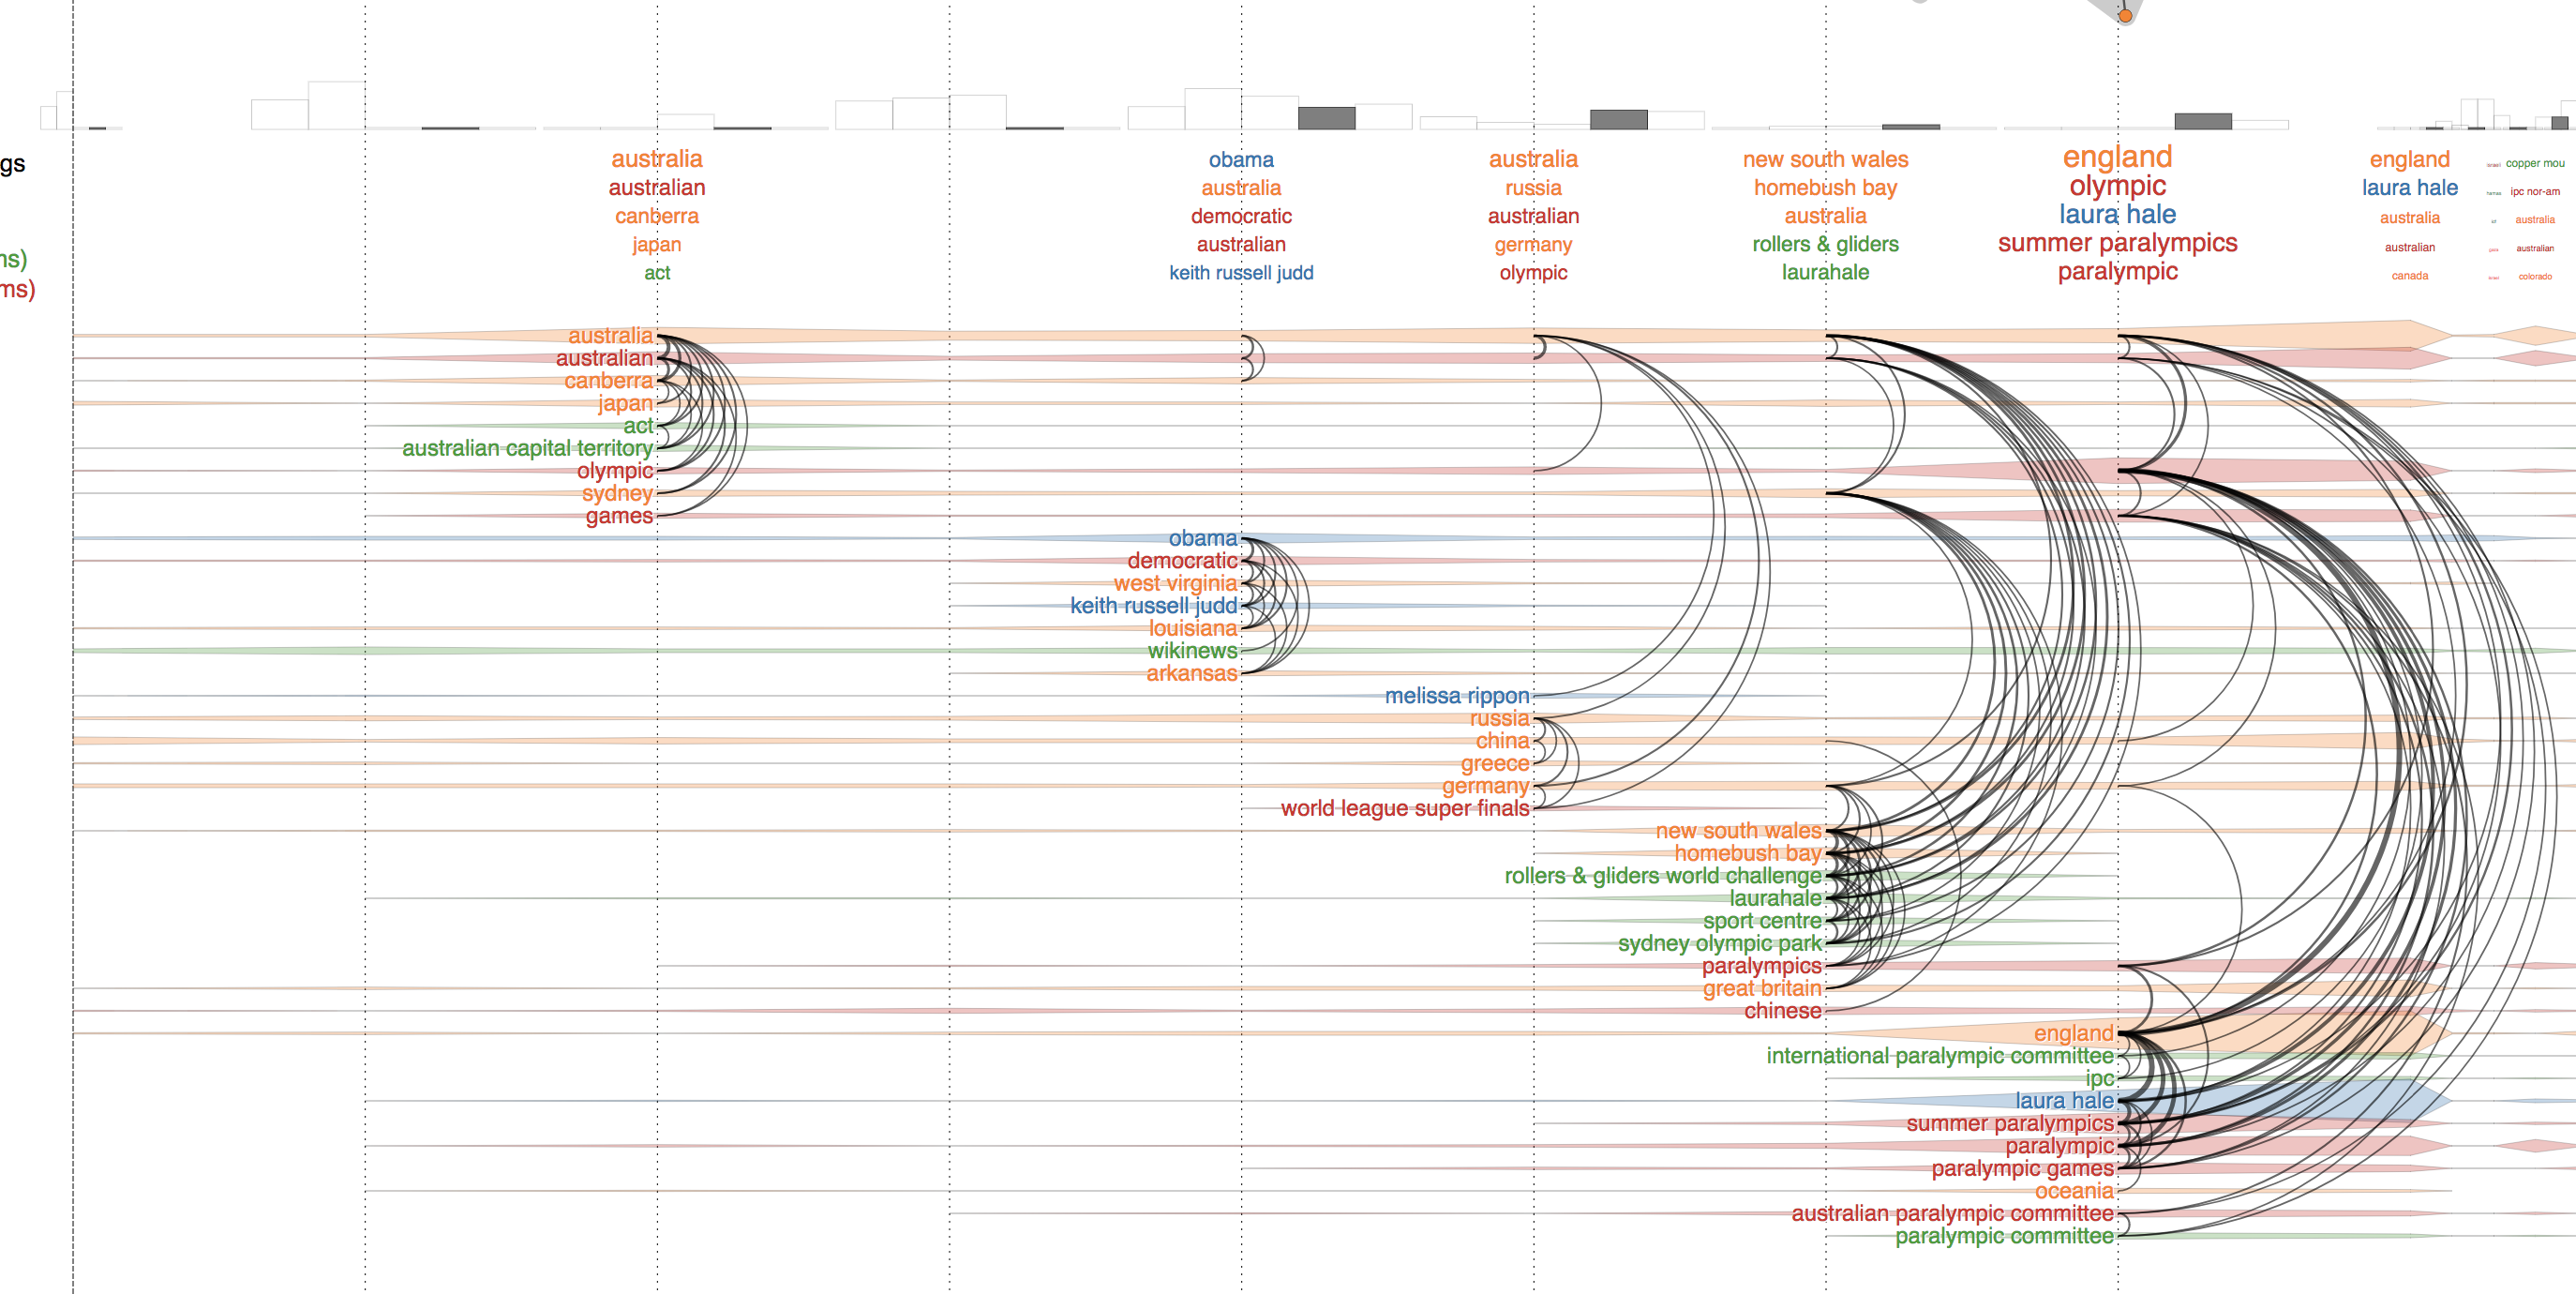 gs
ns)
ms)
australia
australian
canberra
japan
act
obama
australia
democratic
australian
keith russell judd
australia
russia
australian
germany
olympic
new south wales
homebush bay
australia
rollers & gliders
laurahale
england
olympic
laura hale
summer paralympics
paralympic
england
laura hale
australia
australian
canada
copper mou
ipc nor-am
australia
australian
colorado
australia
australian
canberra
japan
act
australian capital territory
olympic
sydney
games
obama
democratic
west virginia
keith russell judd
louisiana
wikinews
arkansas
melissa rippon
russia
china
greece
germany
world league super finals
new south wales
homebush bay
rollers & gliders world challenge
laurahale
sport centre
sydney olympic park
paralympics
great britain
chinese
england
international paralympic committee
ipc
laura hale
summer paralympics
paralympic
paralympic games
oceania
australian paralympic committee
paralympic committee